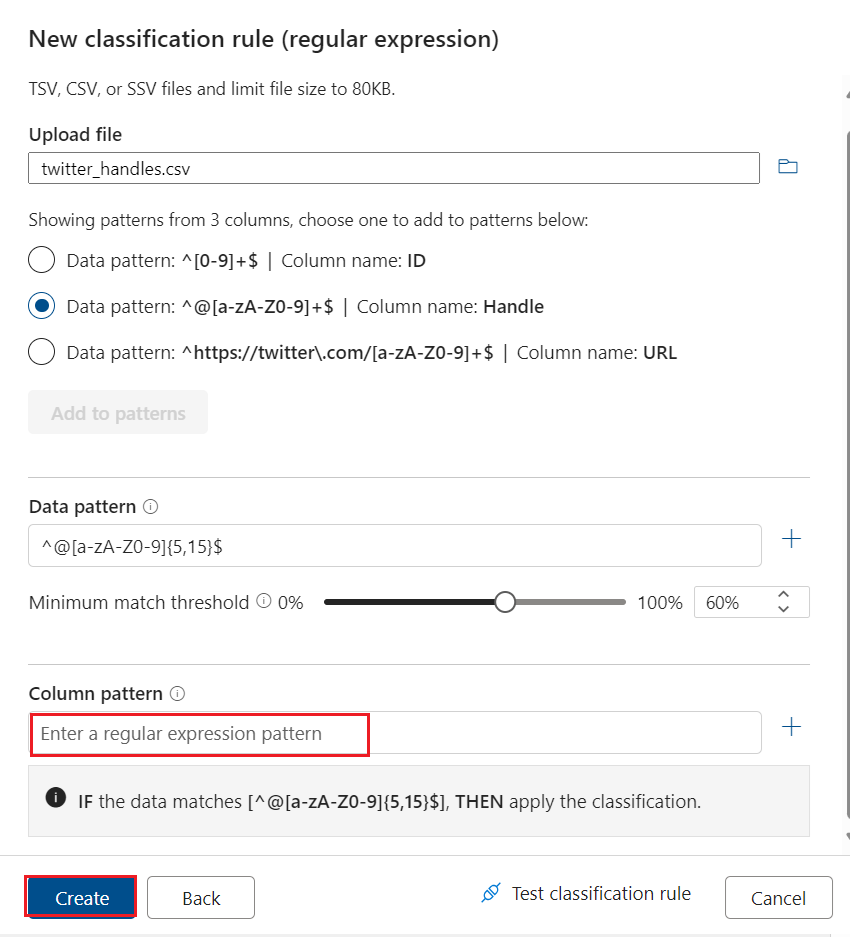 New classification rule (regular expression)
TSV, CSV, or SSV files and limit file size to 80KB.
Upload file
twitter_handles.csv
Showing patterns from 3 columns, choose one to add to patterns below:
Data pattern: ^[0-9]+$ | Column name: ID
Data pattern: ^@[a-zA-Z0-9]+$ | Column name: Handle
Data pattern: ^https://twitter\.com/[a-zA-Z0-9]+$ | Column name: URL
Add to patterns
Data pattern
^@[a-zA-Z0-9]{5,15}$
Minimum match threshold 0% 100% 60%
Column pattern
Enter a regular expression pattern
IF the data matches [^@[a-zA-Z0-9]{5,15}$], THEN apply the classification.
Create Back Test classification rule Cancel